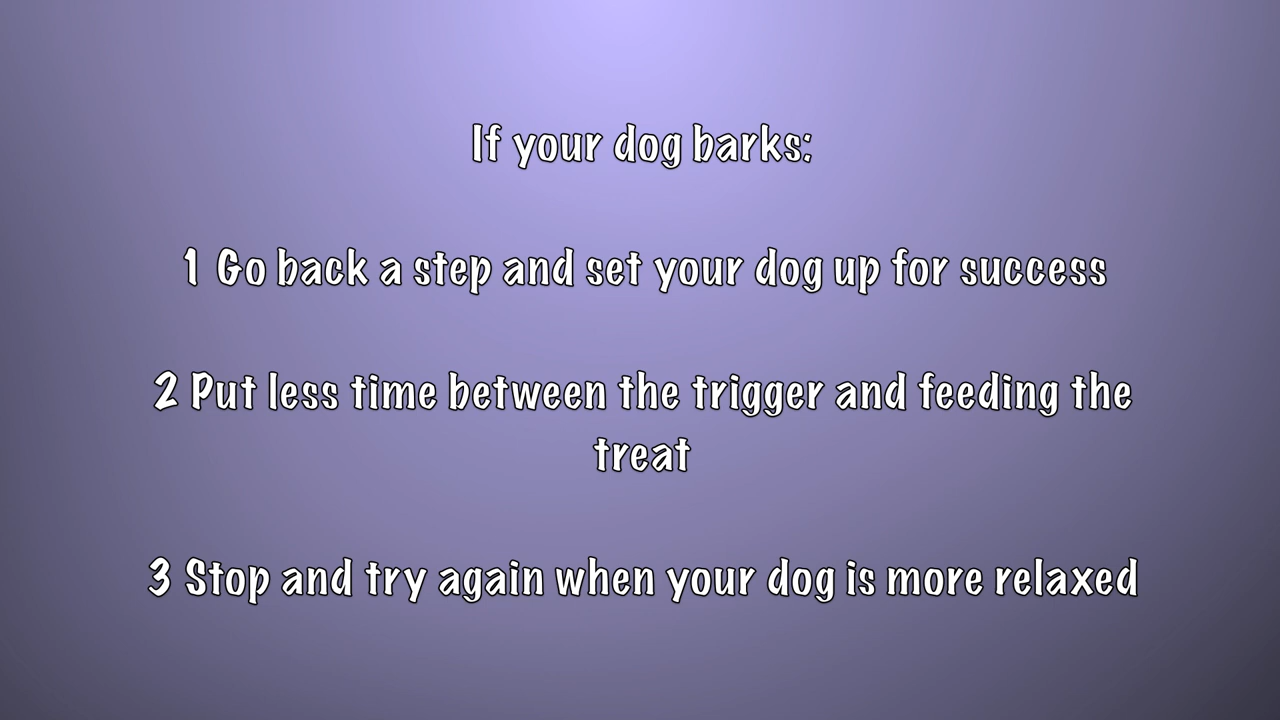 If your dog barks:
1 Go back a step and set your dog up for success
2 Put less time between the trigger and feeding the
treat
3 Stop and try again when your dog is more relaxed